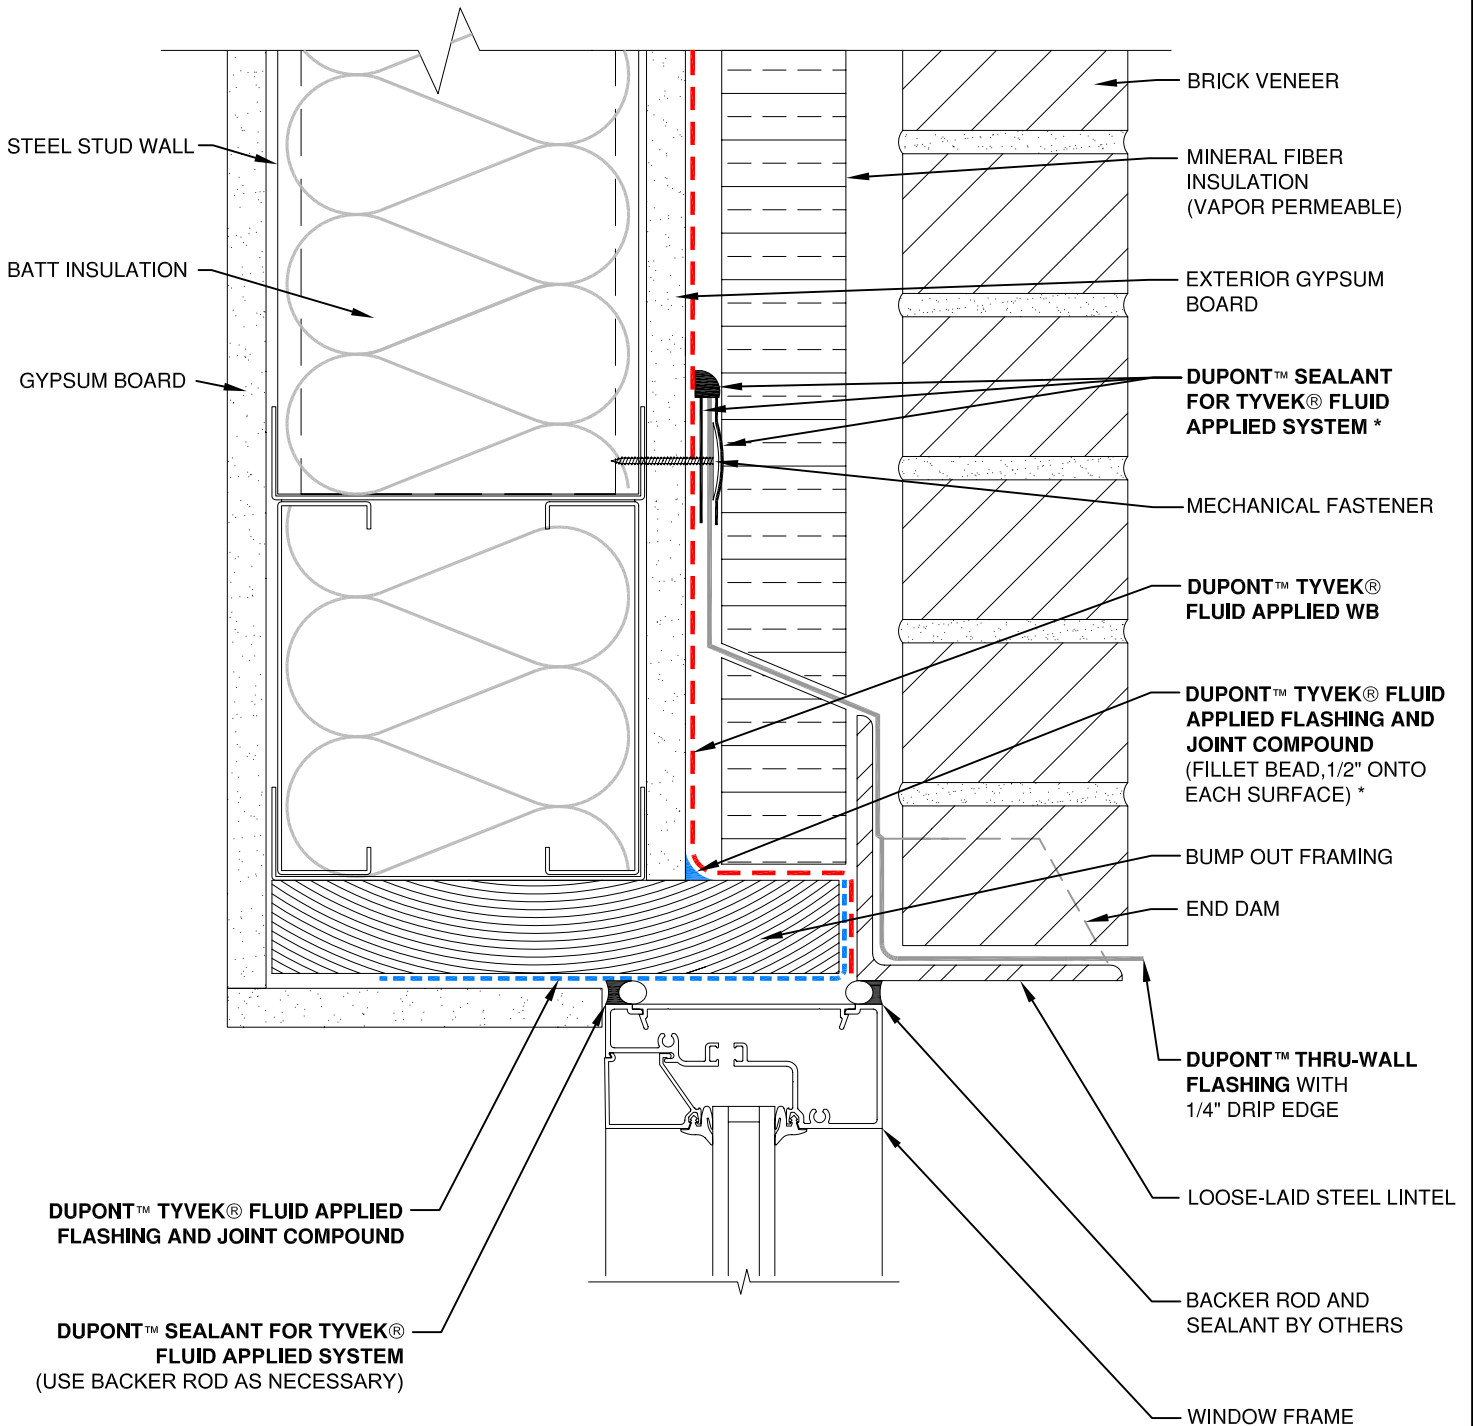 STEEL STUD WALL
BATT INSULATION
GYPSUM BOARD
BRICK VENEER
MINERAL FIBER
INSULATION
(VAPOR PERMEABLE)
EXTERIOR GYPSUM
BOARD
DUPONT™ SEALANT
FOR TYVEK® FLUID
APPLIED SYSTEM *
MECHANICAL FASTENER
DUPONT™ TYVEK®
FLUID APPLIED WB
DUPONT™ TYVEK® FLUID
APPLIED FLASHING AND
JOINT COMPOUND
(FILLET BEAD,1/2" ONTO
EACH SURFACE) *
BUMP OUT FRAMING
END DAM
DUPONT™ THRU-WALL
FLASHING WITH
1/4" DRIP EDGE
LOOSE-LAID STEEL LINTEL
BACKER ROD AND
SEALANT BY OTHERS
WINDOW FRAME
DUPONT™ TYVEK® FLUID APPLIED
FLASHING AND JOINT COMPOUND
DUPONT™ SEALANT FOR TYVEK®
FLUID APPLIED SYSTEM
(USE BACKER ROD AS NECESSARY)